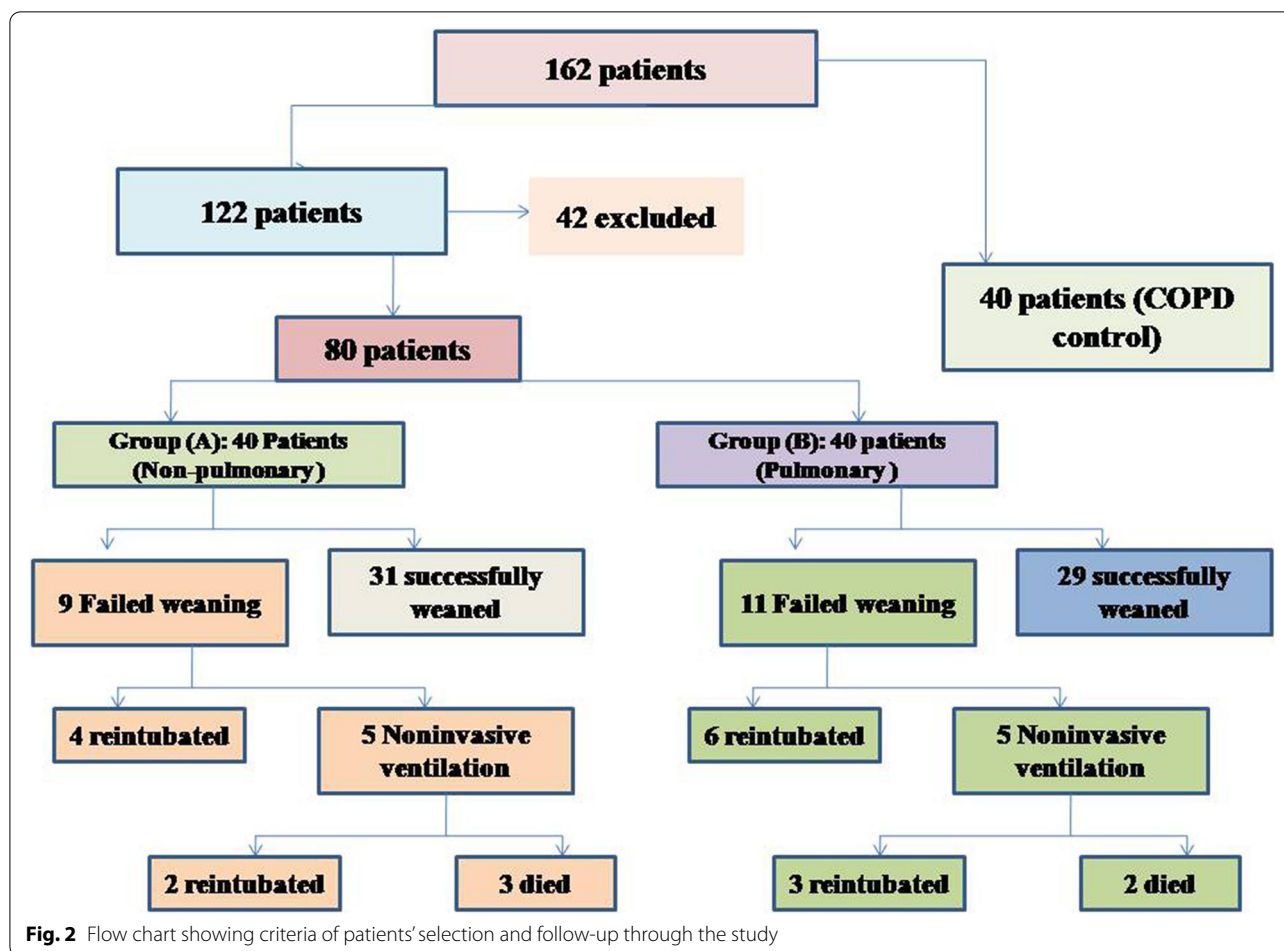 162 patients
122 patients
42 excluded
40 patients (COPD
control)
80 patients
Group (A): 40 Patients
(Non-pulmonary)
Group (B): 40 patients
(Pulmonary)
9 Failed weaning
31 successfully
weaned
11 Failed weaning
29 successfully
weaned
4 reintubated
5 Noninvasive
ventilation
6 reintubated
5 Noninvasive
ventilation
2 reintubated
3 died
3 reintubated
2 died
Fig. 2 Flow chart showing criteria of patients' selection and follow-up through the study